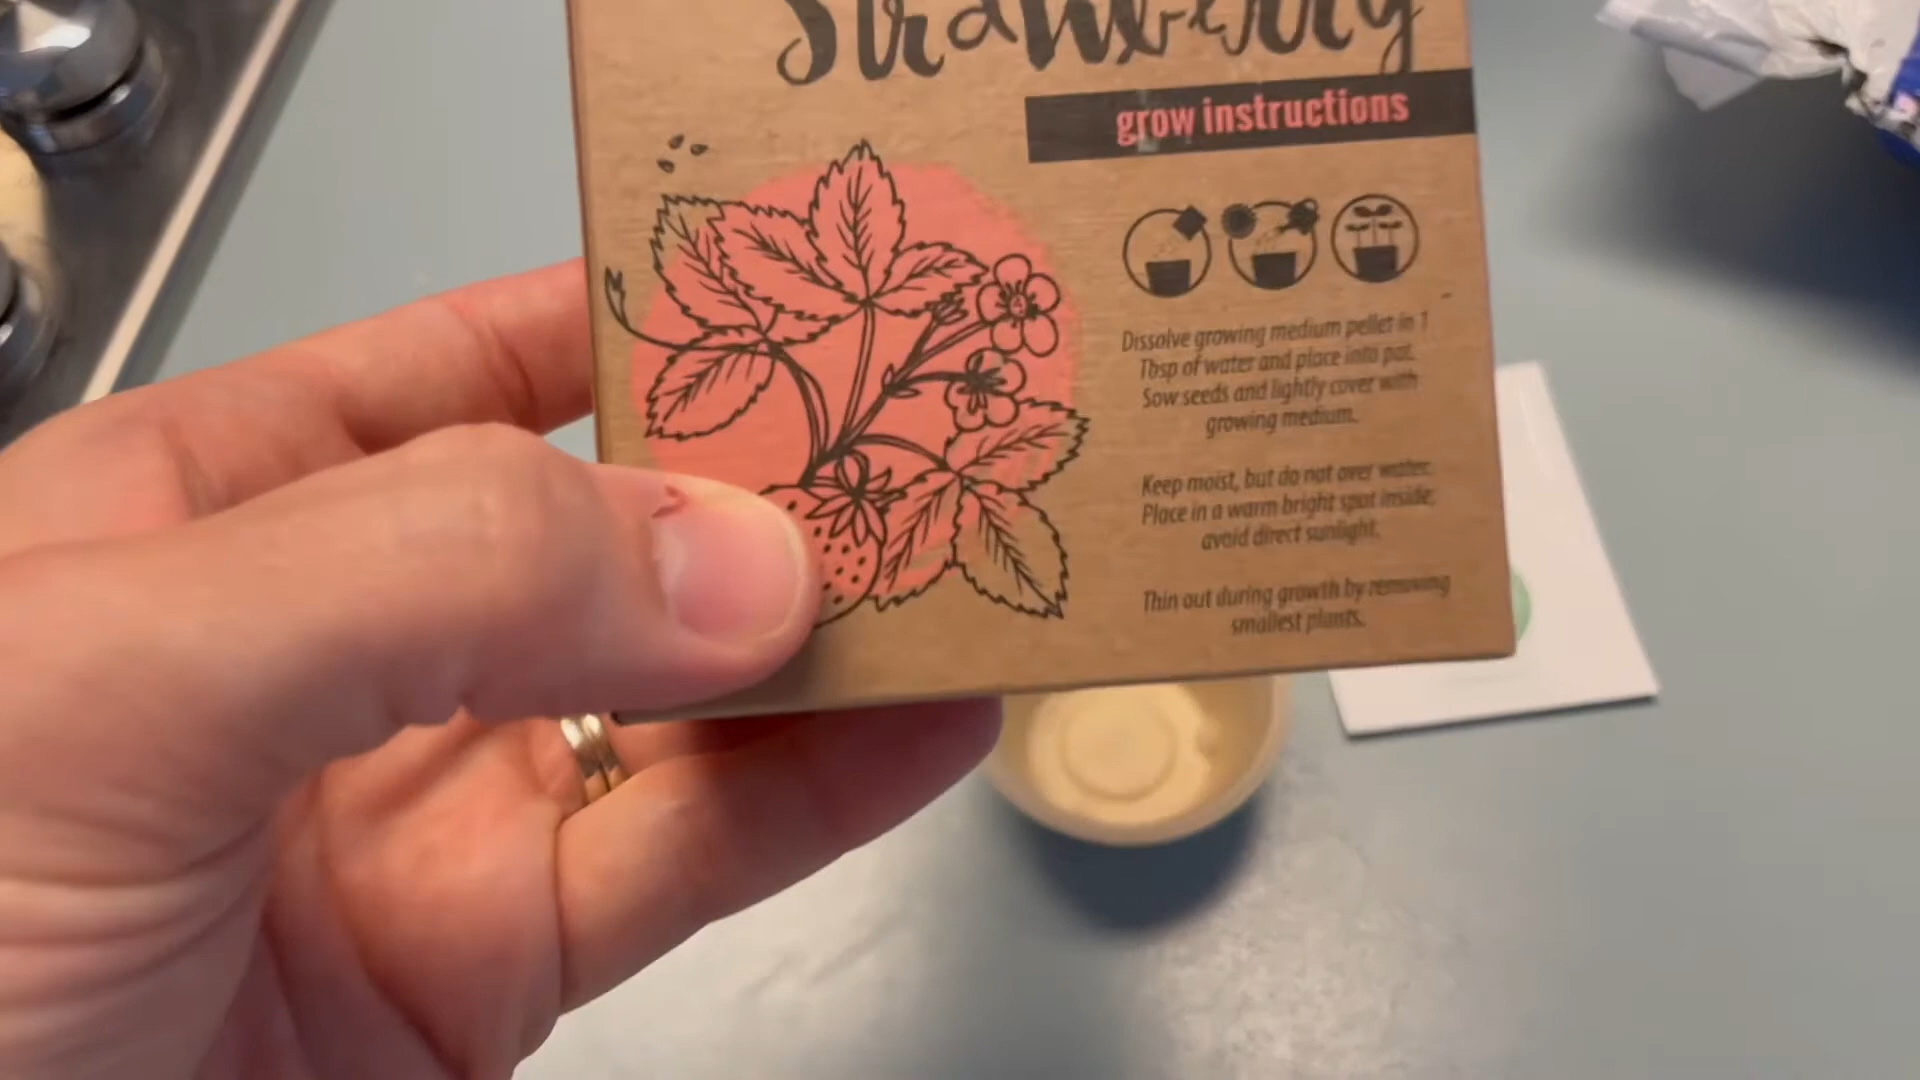 Strawberry
grow instructions
Dissolve growing medium pellet in 1
Tbsp of water and place into pot.
Sow seeds and lightly cover with
growing medium.
Keep moist, but do not over water.
Place in a warm bright spot inside;
avoid direct sunlight.
Thin out during growth by removing
smallest plants.